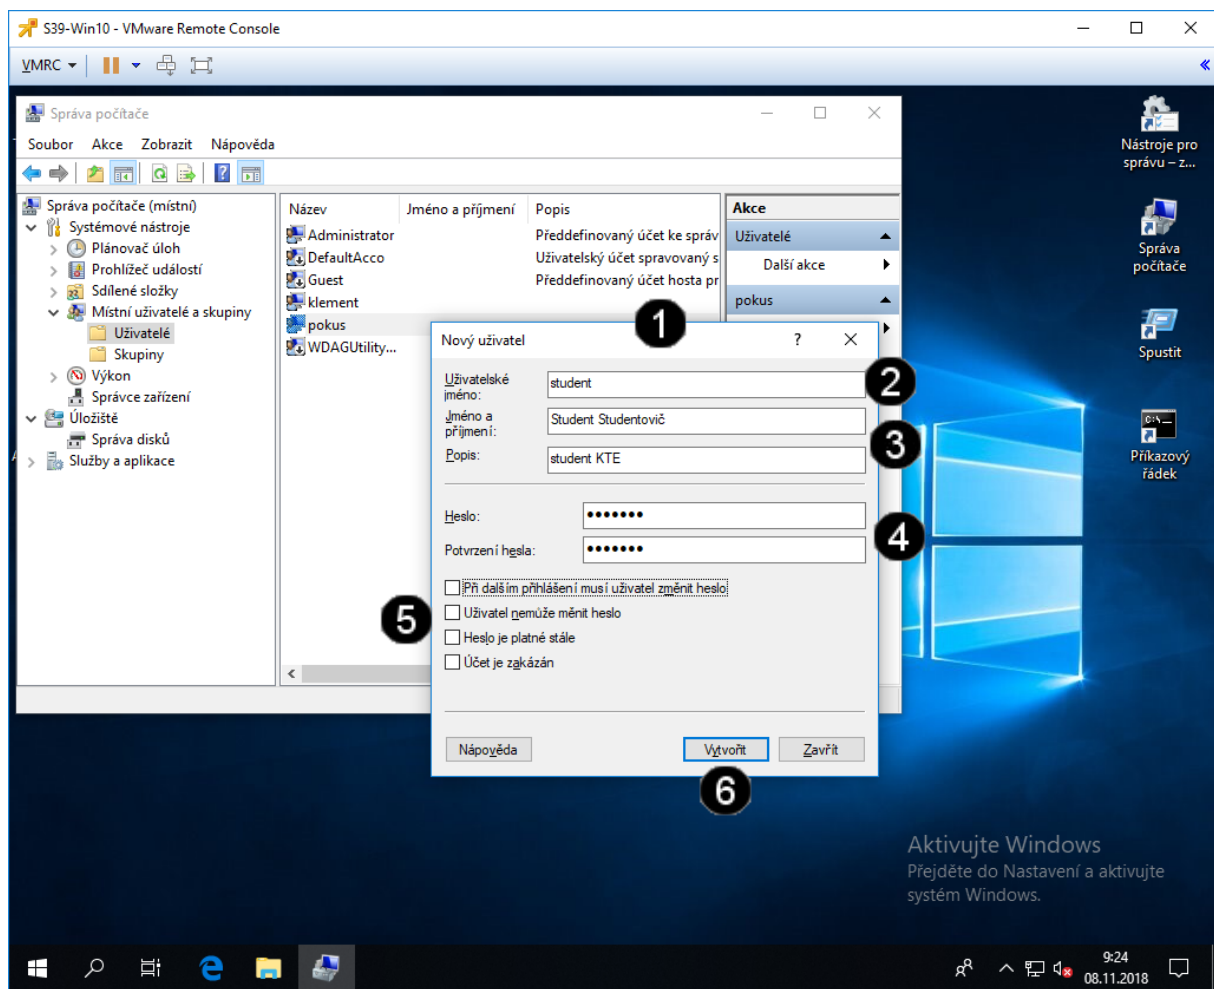 S39-Win10 - VMware Remote Console
VMRC
Správa počítače
Soubor Akce Zobrazit Nápověda
Správa počítače (místní)
Systémové nástroje
Plánovač úloh
Prohlížeč událostí
Sdílené složky
Místní uživatelé a skupiny
Uživatelé
Skupiny
Výkon
Správce zařízení
Úložiště
Správa disků
Služby a aplikace
Název Jméno a příjmení Popis
Administrator Předdefinovaný účet ke správ
DefaultAcco Uživatelský účet spravovaný s
Guest Předdefinovaný účet hosta pr
klement
pokus
WDAGUtility...
Akce
Uživatelé
Další akce
pokus
1
Nový uživatel ?
Uživatelské
jméno:
student
2
Jméno a
příjmení:
Student Studentovič
3
Popis:
student KTE
Heslo: •••••••
4
Potvrzení hesla: •••••••
Při dalším přihlášení musí uživatel změnit heslo
5
Uživatel nemůže měnit heslo
Heslo je platné stále
Účet je zakázán
Nápověda Vytvořit Zavřít
6
Nástroje pro
správu – z...
Správa
počítače
Spustit
C:\
Příkazový
řádek
Aktivujte Windows
Přejděte do Nastavení a aktivujte
systém Windows.
9:24
08.11.2018